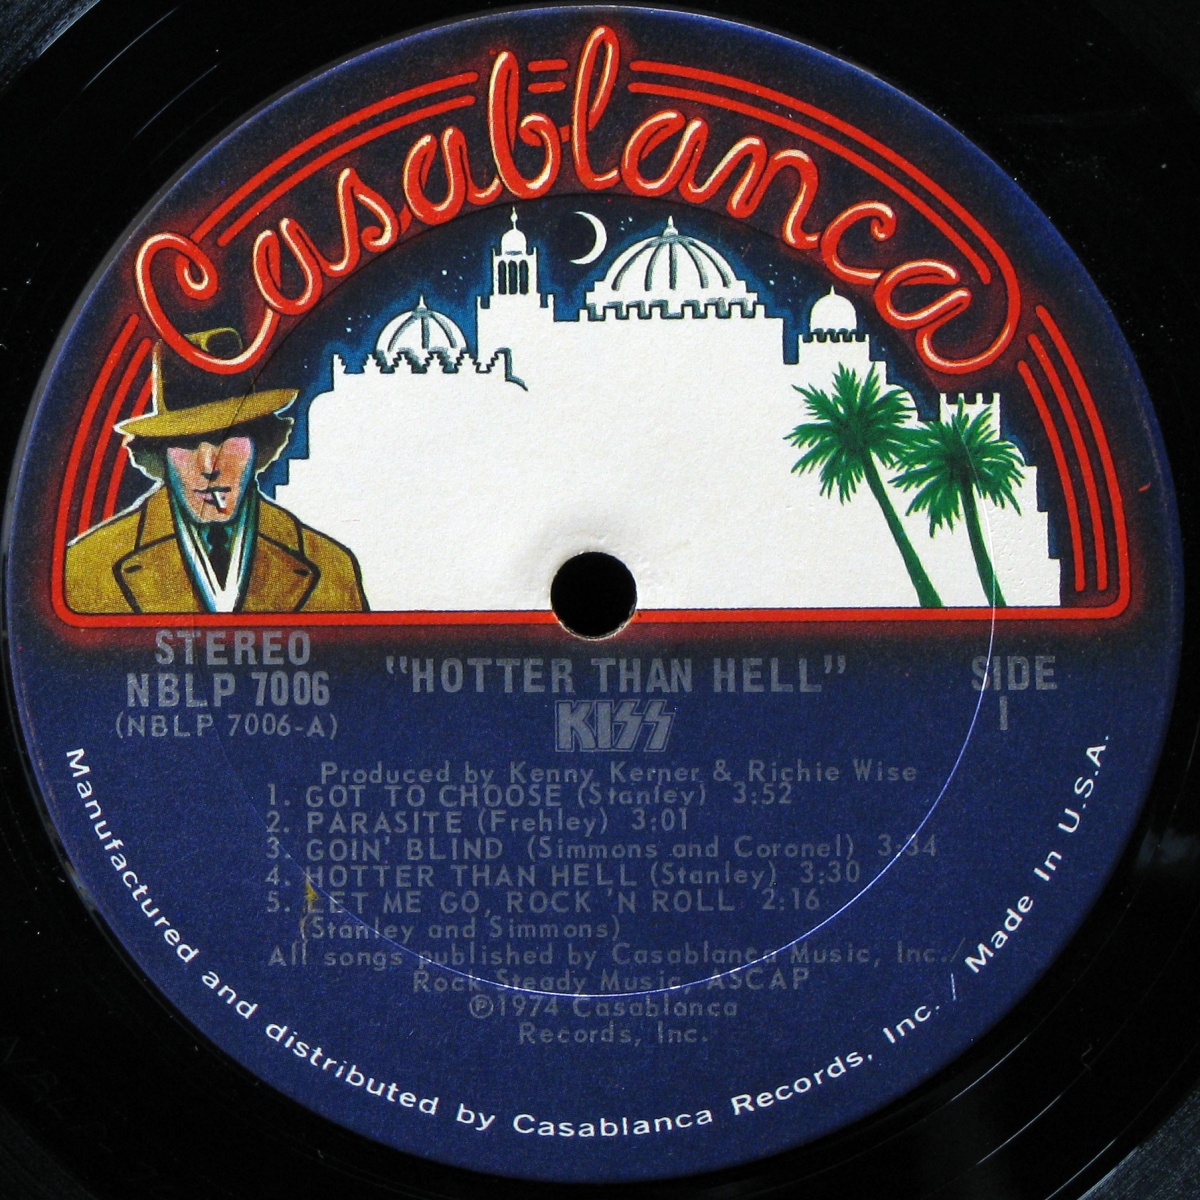 Casablanca
STEREO
NBLP 7006
(NBLP 7006-A)
"HOTTER THAN HELL"
KISS
SIDE
1
Produced by Kenny Kerner & Richie Wise
1. GOT TO CHOOSE (Stanley) 3:52
2. PARASITE (Frehley) 3:01
3. GOIN' BLIND (Simmons and Coronel) 3:34
4. HOTTER THAN HELL (Stanley) 3:30
5. LET ME GO, ROCK 'N ROLL 2:16
(Stanley and Simmons)
All songs published by Casablanca Music, Inc./
Rock Steady Music ASCAP
℗1974 Casablanca
Records, Inc.
Manufactured and distributed by Casablanca Records, Inc. / Made In U.S.A.